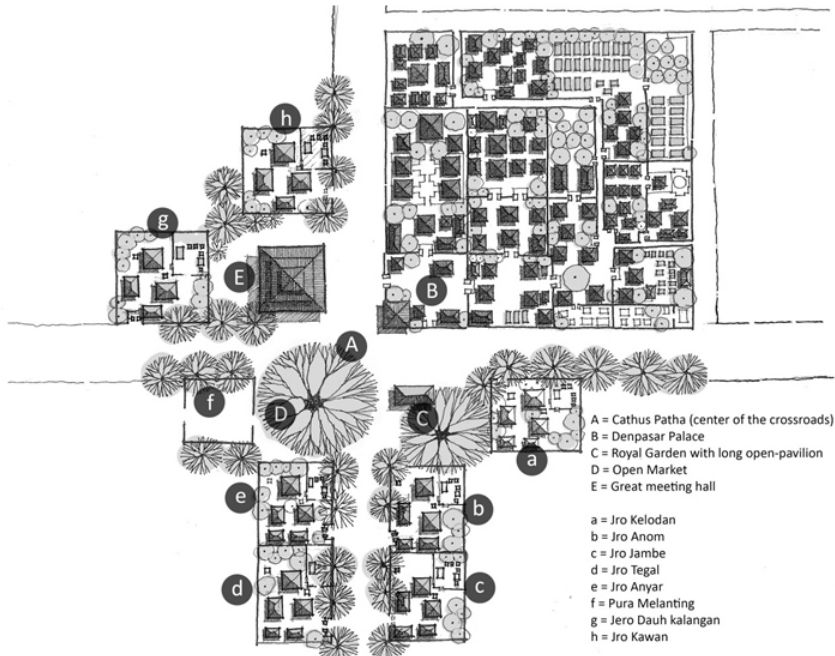 h
g
E
B
A
f
D
C
a
e
b
d
c
A = Cathus Patha (center of the crossroads)
B = Denpasar Palace
C = Royal Garden with long open-pavilion
D = Open Market
E = Great meeting hall
a = Jro Kelodan
b = Jro Anom
c = Jro Jambe
d = Jro Tegal
e = Jro Anyar
f = Pura Melanting
g = Jero Dauh kalangan
h = Jro Kawan